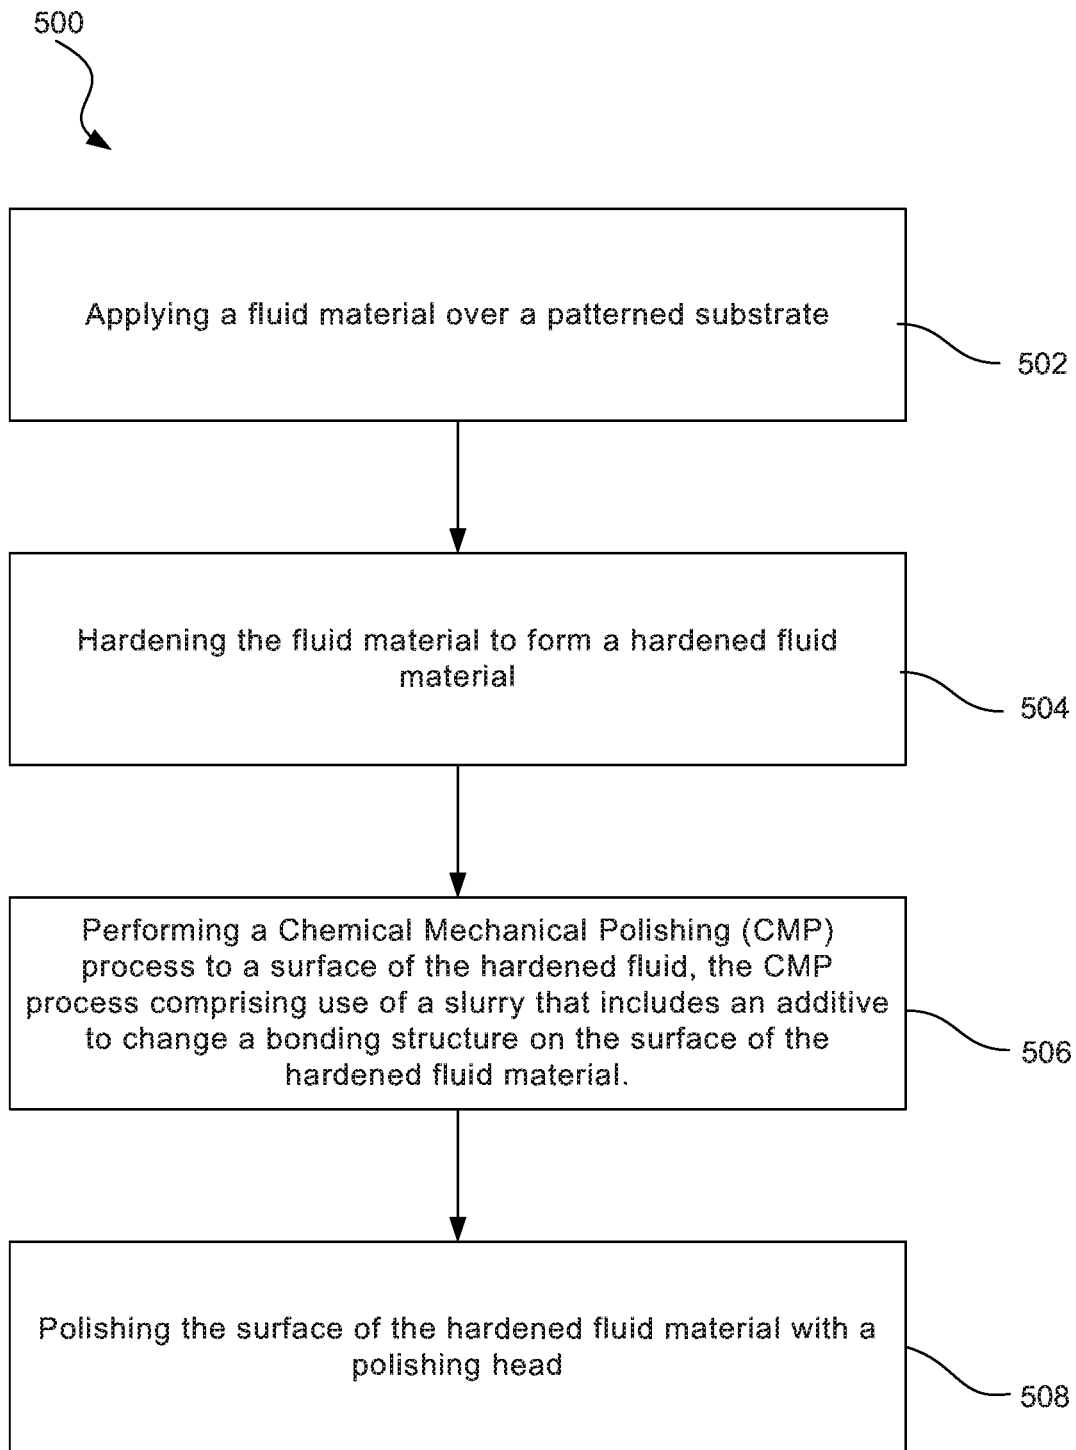 500
Applying a fluid material over a patterned substrate
502
Hardening the fluid material to form a hardened fluid
material
504
Performing a Chemical Mechanical Polishing (CMP)
process to a surface of the hardened fluid, the CMP
process comprising use of a slurry that includes an additive
to change a bonding structure on the surface of the
hardened fluid material.
506
Polishing the surface of the hardened fluid material with a
polishing head
508